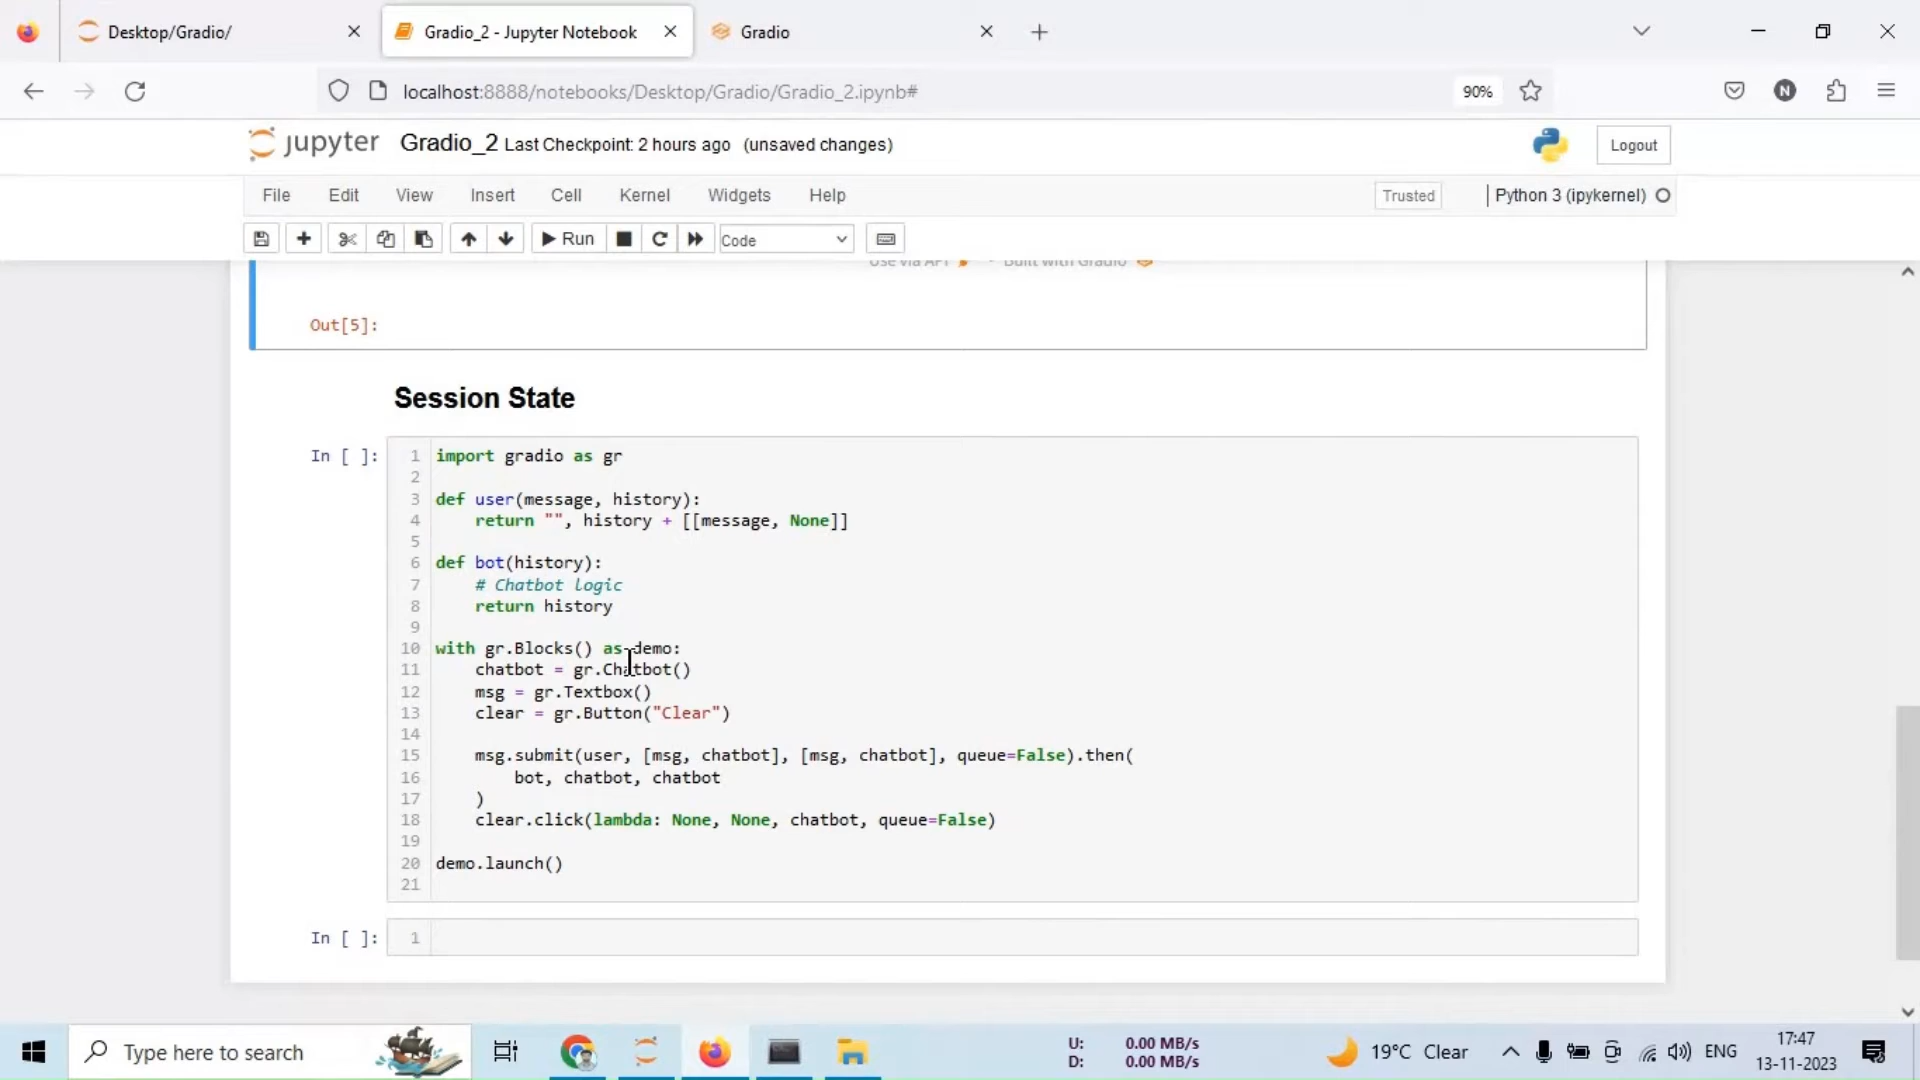 Desktop/Gradio/
Gradio_2 - Jupyter Notebook
Gradio
localhost:8888/notebooks/Desktop/Gradio/Gradio_2.ipynb#
90%
N
jupyter Gradio_2 Last Checkpoint: 2 hours ago (unsaved changes)
Logout
File Edit View Insert Cell Kernel Widgets Help
Trusted
Python 3 (ipykernel)
Run
Code
Use via API · Built with Gradio
Out[5]:
Session State
In [ ]:
1 import gradio as gr
2
3 def user(message, history):
4     return "", history + [[message, None]]
5
6 def bot(history):
7     # Chatbot logic
8     return history
9
10 with gr.Blocks() as demo:
11     chatbot = gr.Chatbot()
12     msg = gr.Textbox()
13     clear = gr.Button("Clear")
14
15     msg.submit(user, [msg, chatbot], [msg, chatbot], queue=False).then(
16         bot, chatbot, chatbot
17     )
18     clear.click(lambda: None, None, chatbot, queue=False)
19
20 demo.launch()
21
In [ ]: 1
Type here to search
U: 0.00 MB/s
D: 0.00 MB/s
19°C Clear
ENG
17:47
13-11-2023